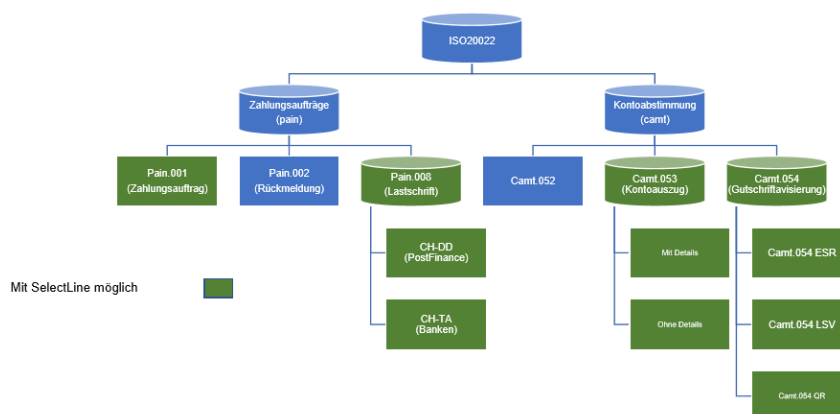 ISO20022
Zahlungsaufträge
(pain)
Kontoabstimmung
(camt)
Pain.001
(Zahlungsauftrag)
Pain.002
(Rückmeldung)
Pain.008
(Lastschrift)
Camt.052
Camt.053
(Kontoauszug)
Camt.054
(Gutschriftavisierung)
CH-DD
(PostFinance)
Mit Details
Camt.054 ESR
Mit SelectLine möglich
CH-TA
(Banken)
Ohne Details
Camt.054 LSV
Camt.054 QR